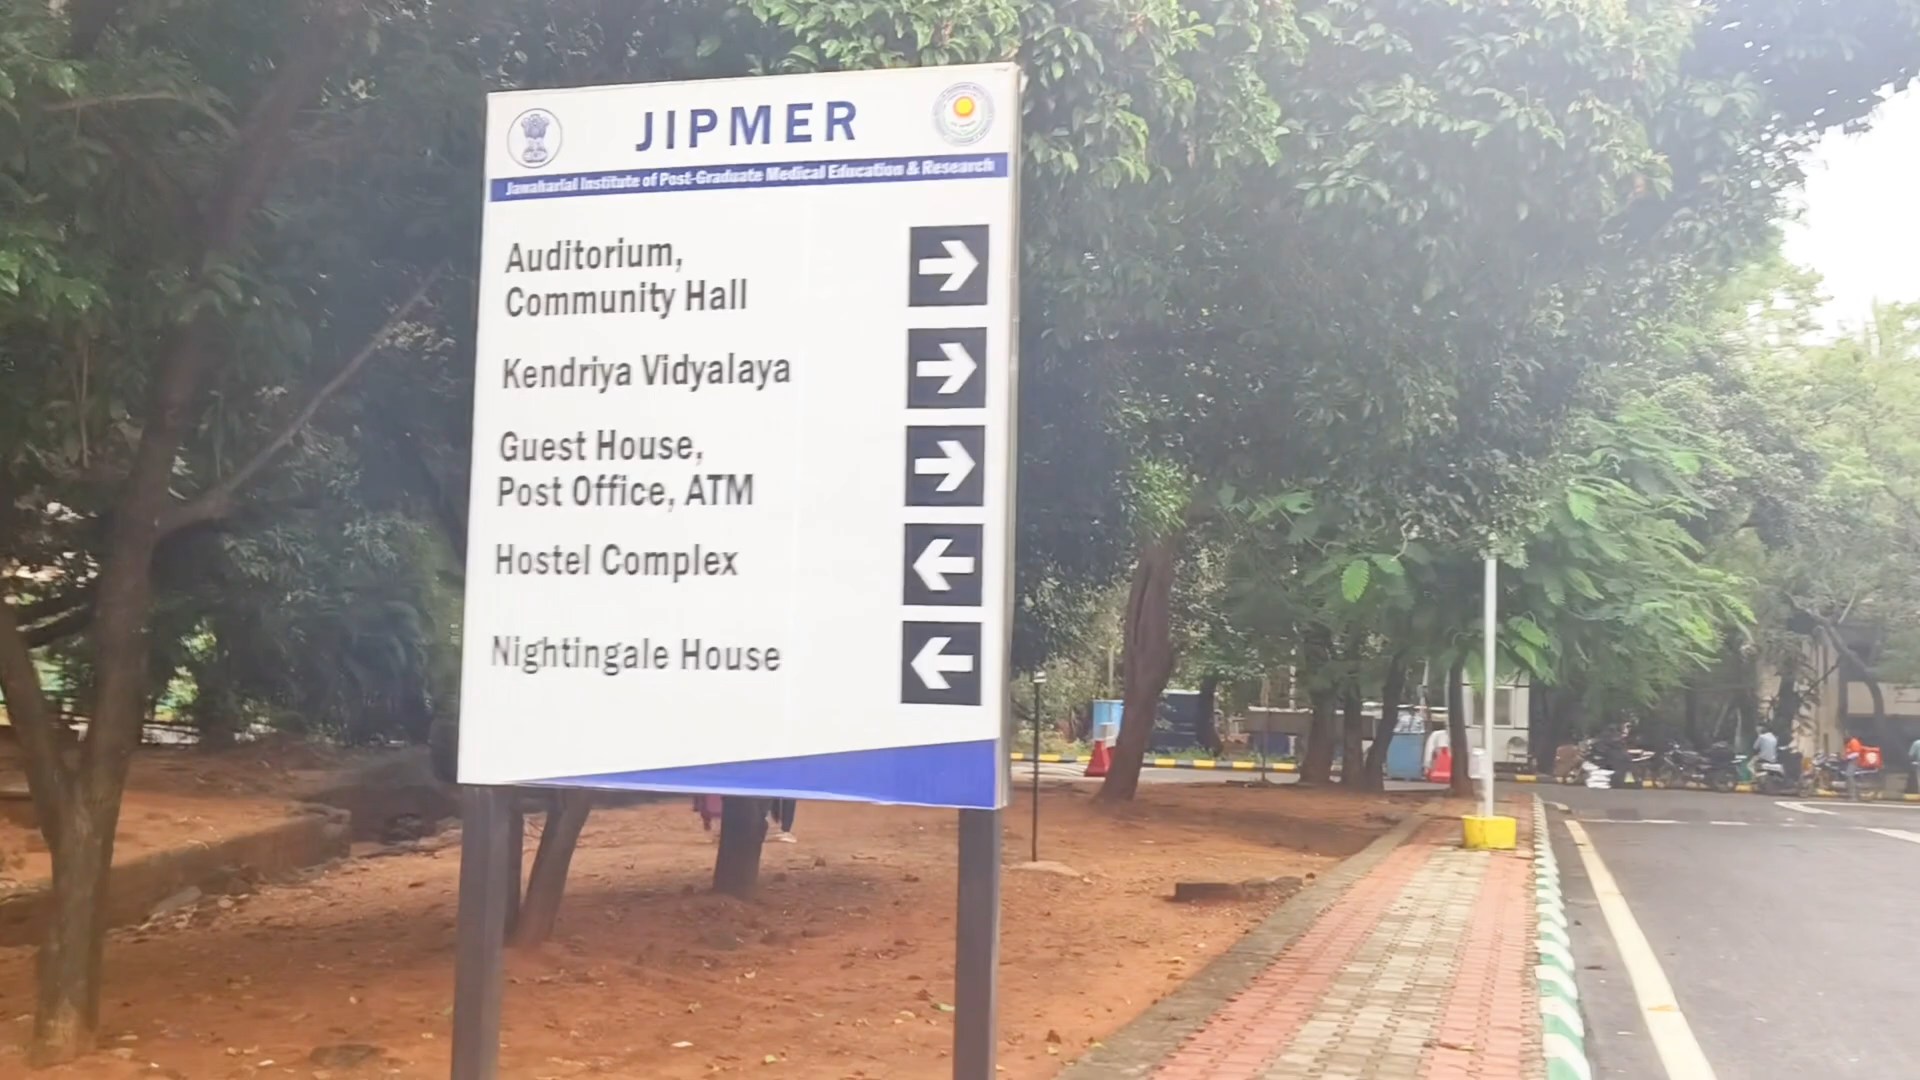 JIPMER
Jawaharlal Institute of Post-Graduate Medical Education & Research
Auditorium,
Community Hall
Kendriya Vidyalaya
Guest House,
Post Office, ATM
Hostel Complex
Nightingale House